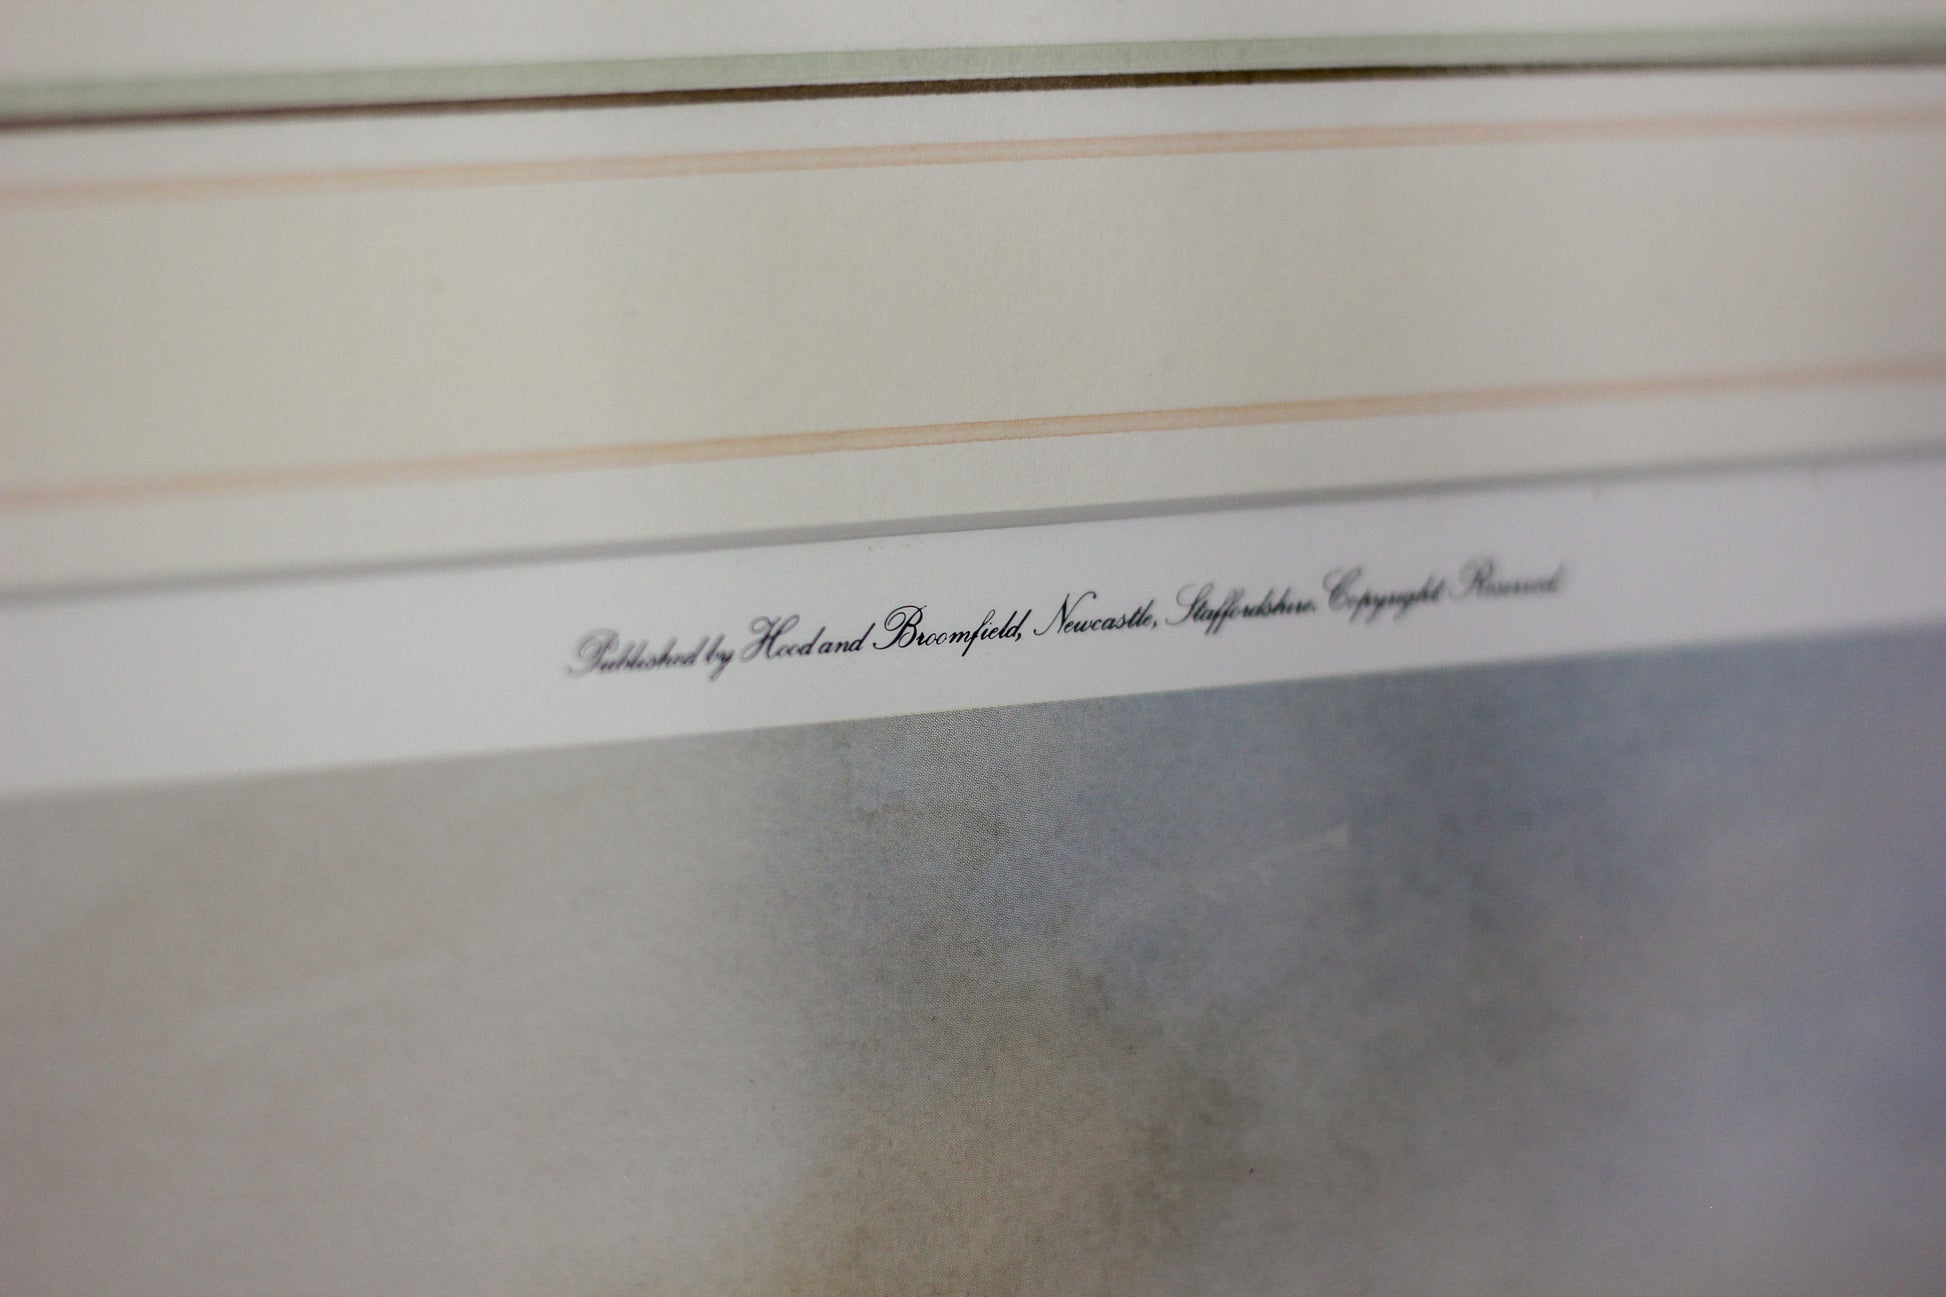 Published by Hood and Broomfield, Newcastle, Staffordshire. Copyright Reserved.